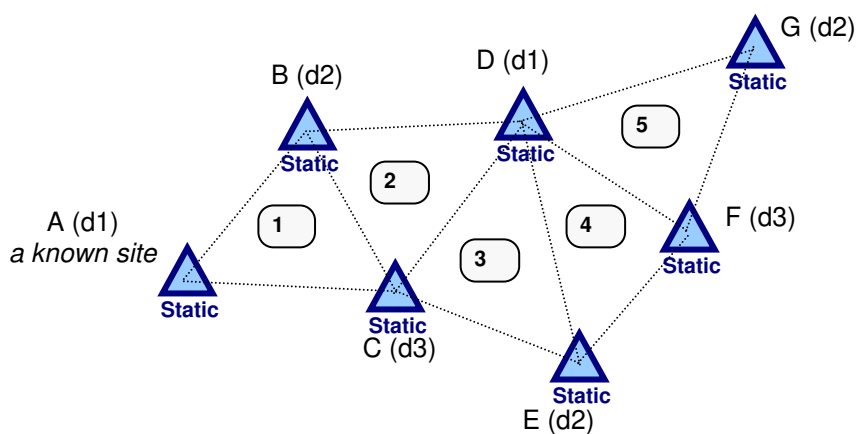 G (d2)
Static
D (d1)
B (d2)
Static
Static
5
2
A (d1)
a known site
1
4
F (d3)
3
Static
Static
Static
C (d3)
Static
E (d2)